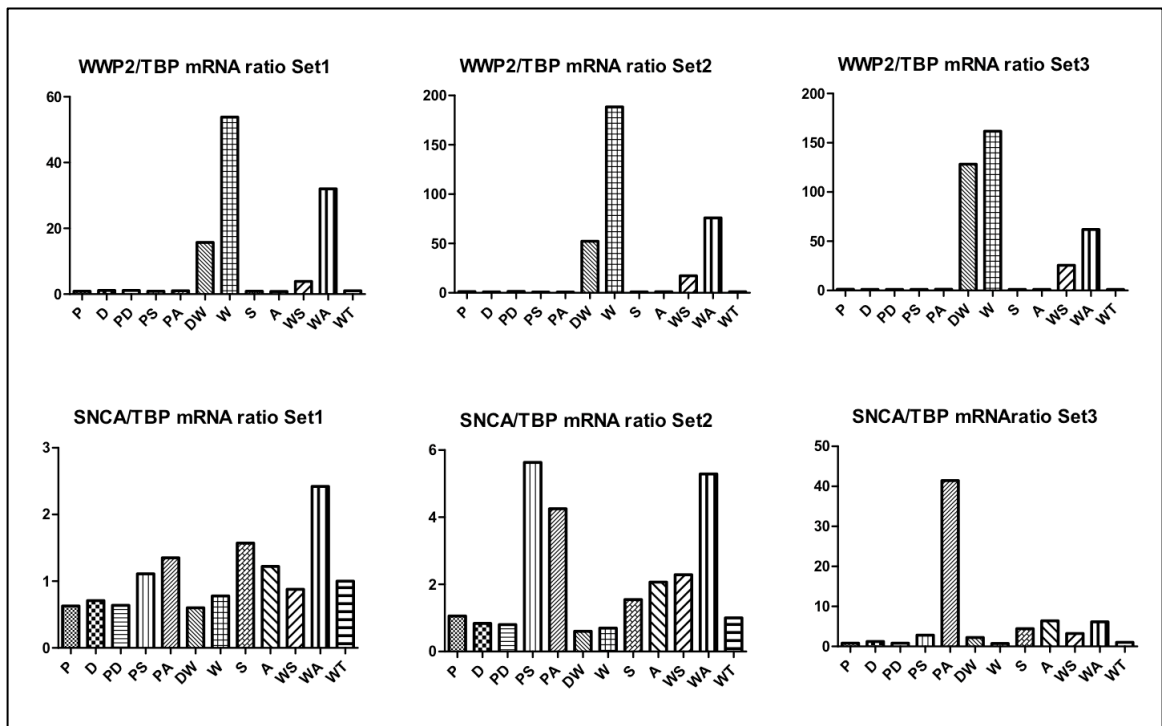 WWP2/TBP mRNA ratio Set1
60
40
20
0
P D PD PS PA DW W S A WS WA WT
WWP2/TBP mRNA ratio Set2
200
150
100
50
0
P D PD PS PA DW W S A WS WA WT
WWP2/TBP mRNA ratio Set3
200
150
100
50
0
P D PD PS PA DW W S A WS WA WT
SNCA/TBP mRNA ratio Set1
3
2
1
0
P D PD PS PA DW W S A WS WA WT
SNCA/TBP mRNA ratio Set2
6
4
2
0
P D PD PS PA DW W S A WS WA WT
SNCA/TBP mRNAratio Set3
50
40
30
20
10
0
P D PD PS PA DW W S A WS WA WT